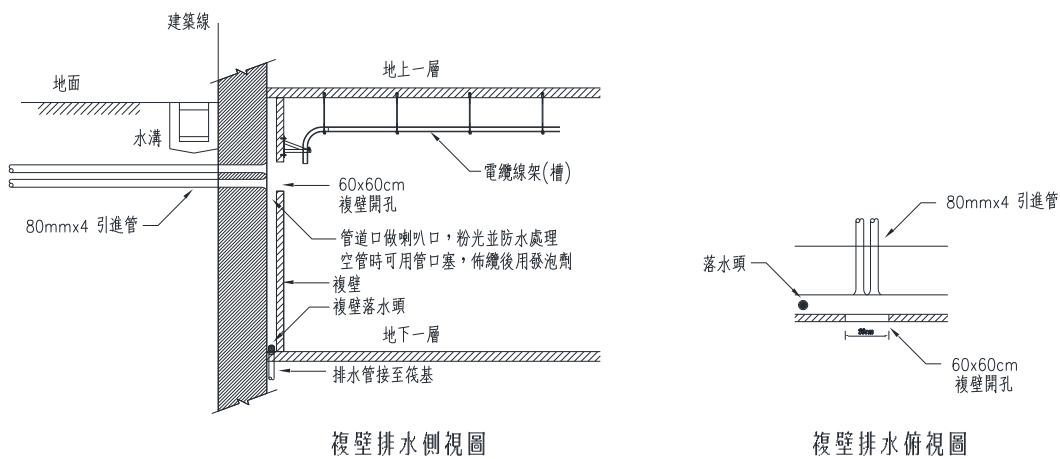 建築線
地面
地上一層
水溝
電纜線架(槽)
60x60cm
複壁開孔
80mmx4 引進管
管道口做喇叭口，粉光並防水處理
空管時可用管口塞，佈纜後用發泡劑
複壁
複壁落水頭
地下一層
排水管接至筏基
複壁排水側視圖
80mmx4 引進管
落水頭
60x60cm
複壁開孔
複壁排水俯視圖